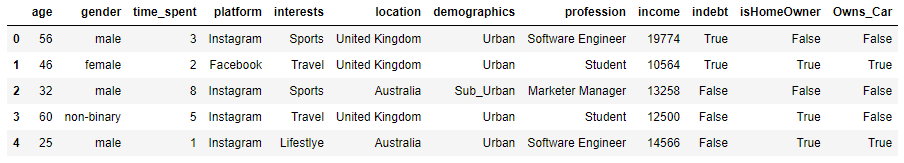 age gender time_spent platform interests location demographics profession income indebt isHomeOwner Owns_Car
0 56 male 3 Instagram Sports United Kingdom Urban Software Engineer 19774 True False False
1 46 female 2 Facebook Travel United Kingdom Urban Student 10564 True True True
2 32 male 8 Instagram Sports Australia Sub_Urban Marketer Manager 13258 False False False
3 60 non-binary 5 Instagram Travel United Kingdom Urban Student 12500 False True False
4 25 male 1 Instagram Lifestlye Australia Urban Software Engineer 14566 False True True